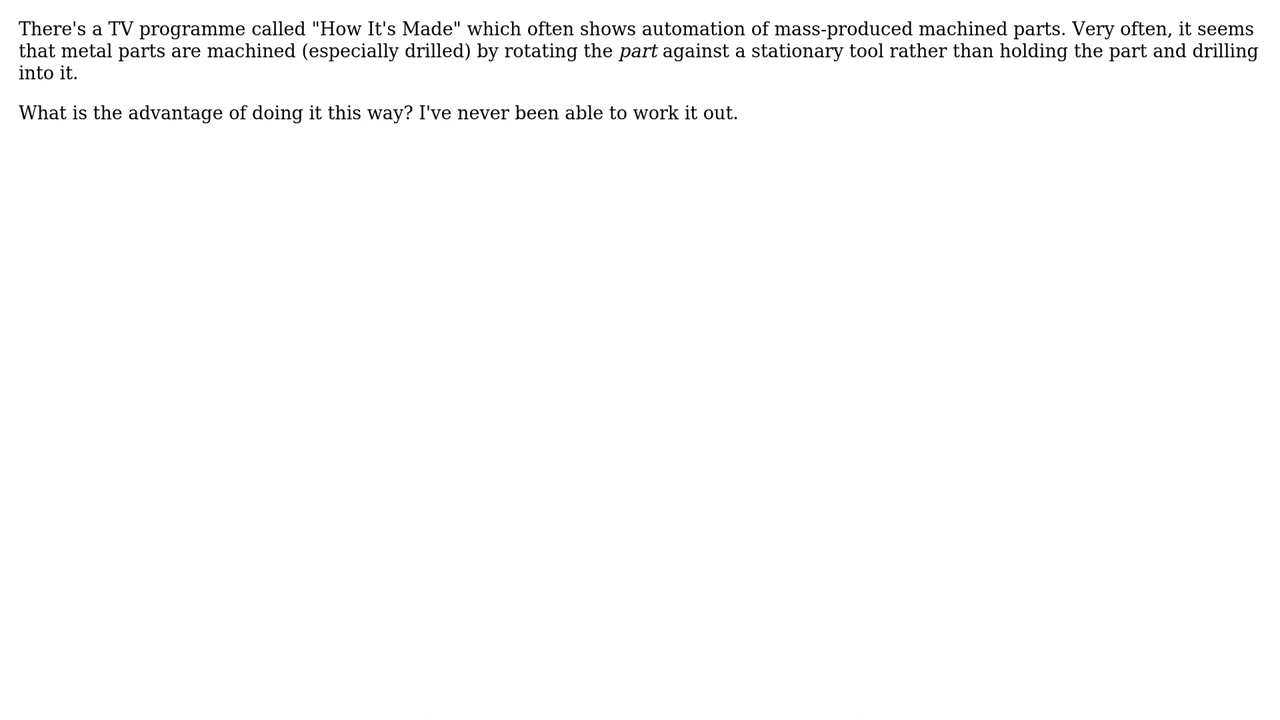 There's a TV programme called "How It's Made" which often shows automation of mass-produced machined parts. Very often, it seems
that metal parts are machined (especially drilled) by rotating the part against a stationary tool rather than holding the part and drilling
into it.
What is the advantage of doing it this way? I've never been able to work it out.